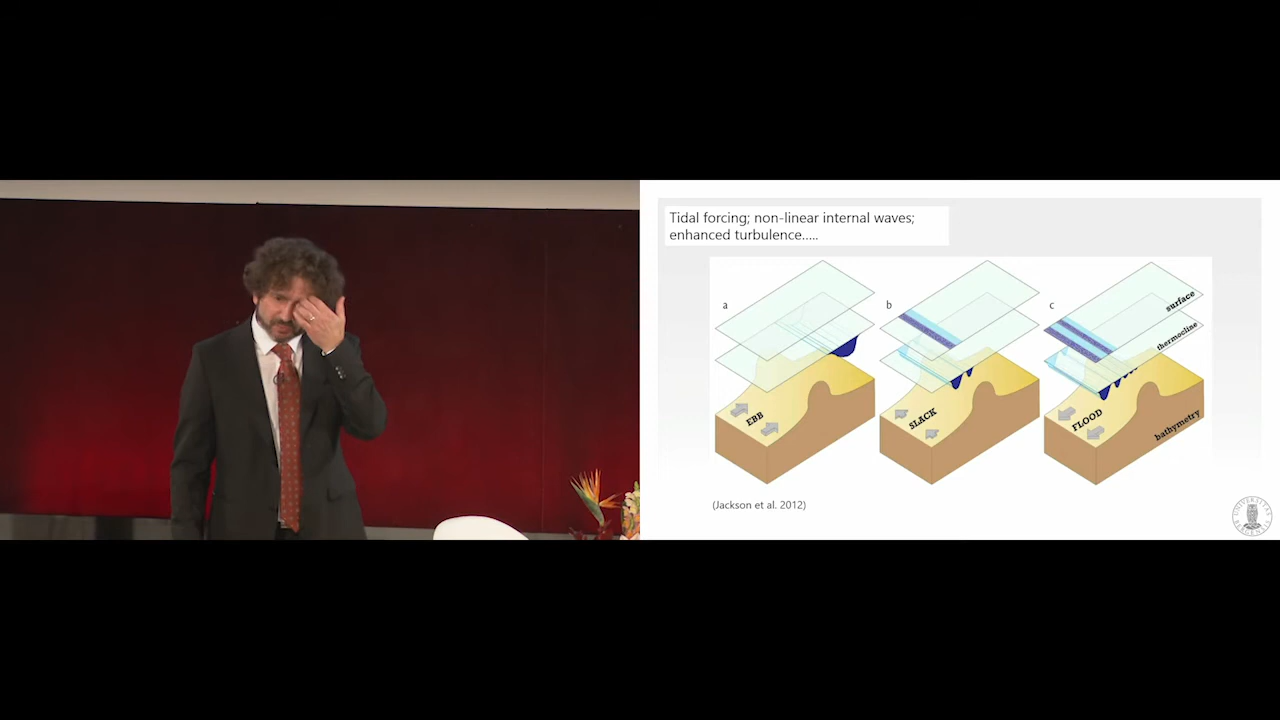 Tidal forcing; non-linear internal waves;
enhanced turbulence.....
a
b
c
surface
thermocline
EBB
SLACK
FLOOD
bathymetry
(Jackson et al. 2012)